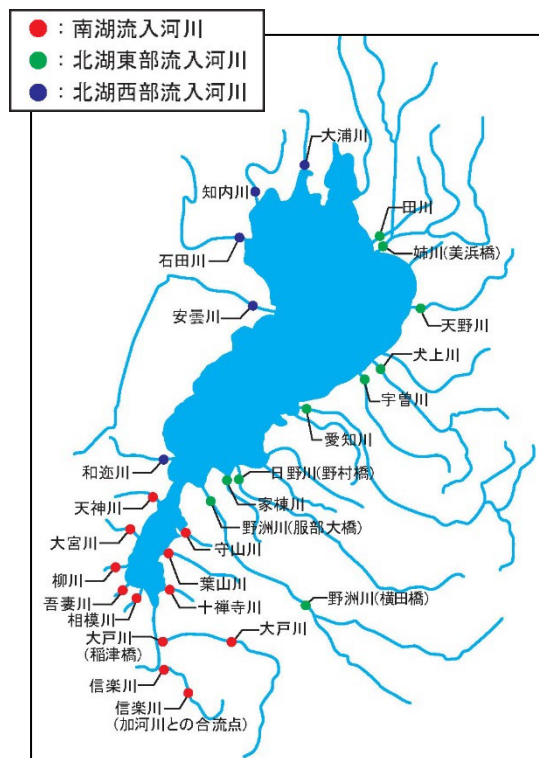 ●：南湖流入河川
●：北湖東部流入河川
●：北湖西部流入河川
大浦川
知内川
田川
石田川
姉川(美浜橋)
安曇川
天野川
犬上川
宇曽川
愛知川
和迩川
日野川(野村橋)
天神川
家棟川
野洲川(服部大橋)
大宮川
守山川
柳川
葉山川
吾妻川
十禅寺川
野洲川(横田橋)
相模川
大戸川
(稲津橋)
大戸川
信楽川
信楽川
(加河川との合流点)